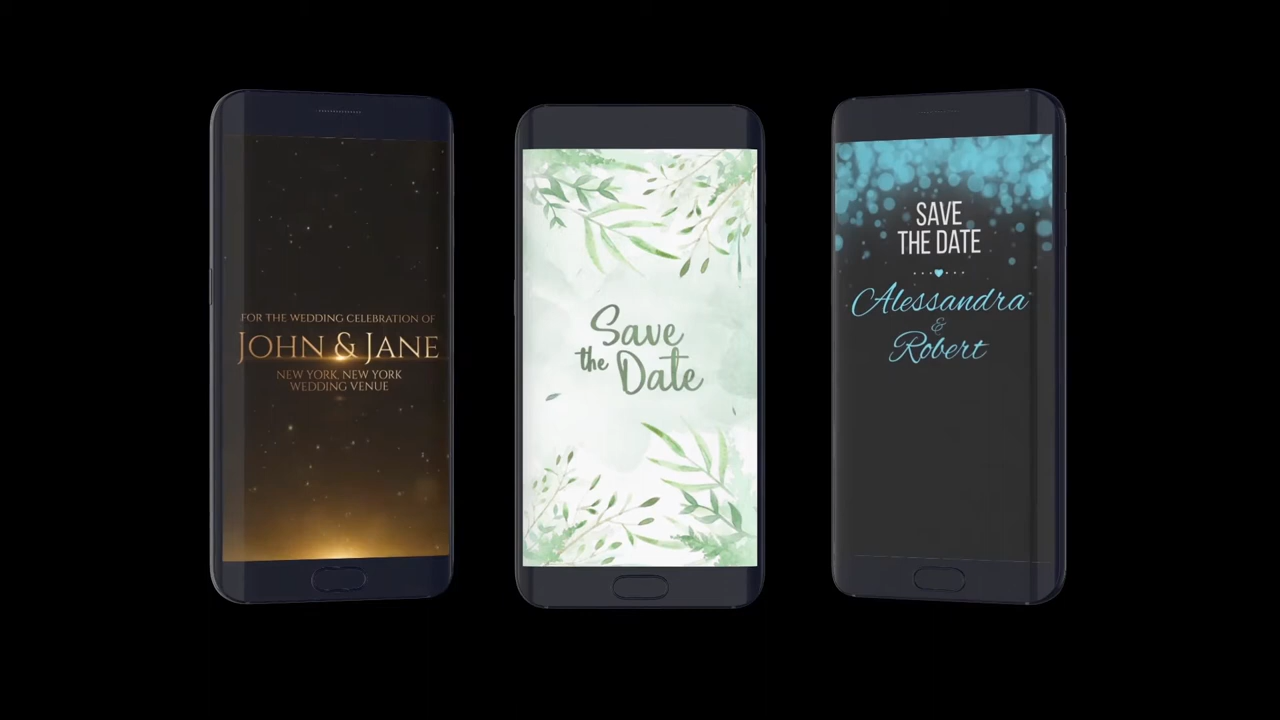 FOR THE WEDDING CELEBRATION OF
JOHN & JANE
NEW YORK, NEW YORK
WEDDING VENUE
Save
the Date
SAVE
THE DATE
Alessandra
&
Robert